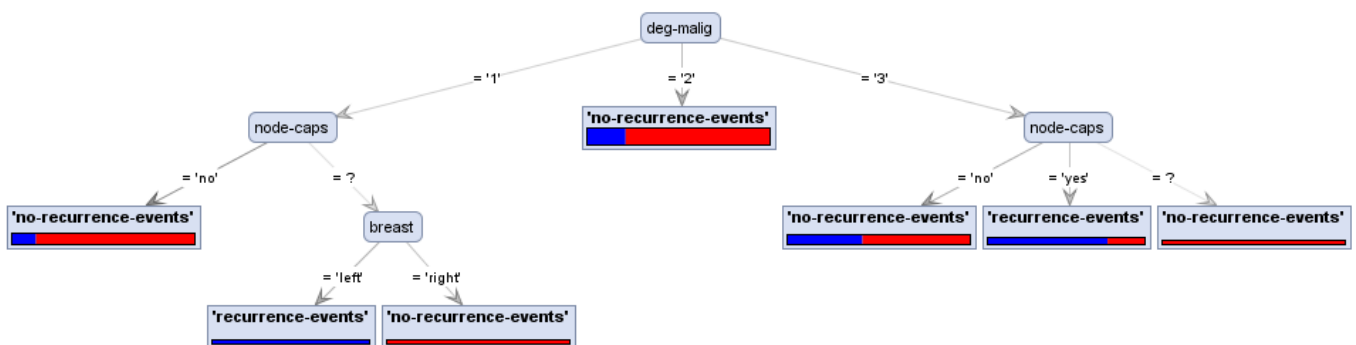 deg-malig
= '1'
= '2'
= '3'
node-caps
'no-recurrence-events'
node-caps
= 'no'
= ?
= 'no'
= 'yes'
= ?
'no-recurrence-events'
breast
'no-recurrence-events'
'recurrence-events'
'no-recurrence-events'
= 'left'
= 'right'
'recurrence-events'
'no-recurrence-events'